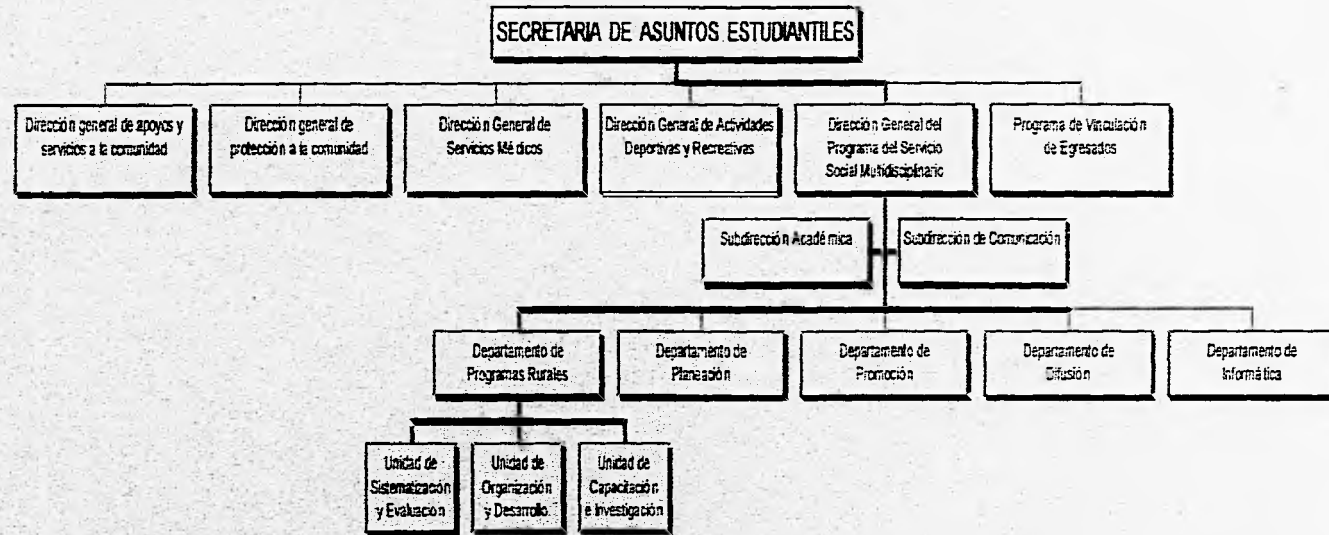 SECRETARIA DE ASUNTOS ESTUDIANTILES
Dirección general de apoyos y
servicios a la comunidad
Dirección general de
protección a la comunidad
Dirección General de
Servicios Médicos
Dirección General de Actividades
Deportivas y Recreativas
Dirección General del
Programa del Servicio
Social Multidisciplinario
Programa de Vinculación
de Egresados
Subdirección Académica
Subdirección de Comunicación
Departamento de
Programas Rurales
Departamento de
Planeación
Departamento de
Promoción
Departamento de
Difusión
Departamento de
Informática
Unidad de
Sistematización
y Evaluación
Unidad de
Organización
y Desarrollo.
Unidad de
Capacitación
e Investigación